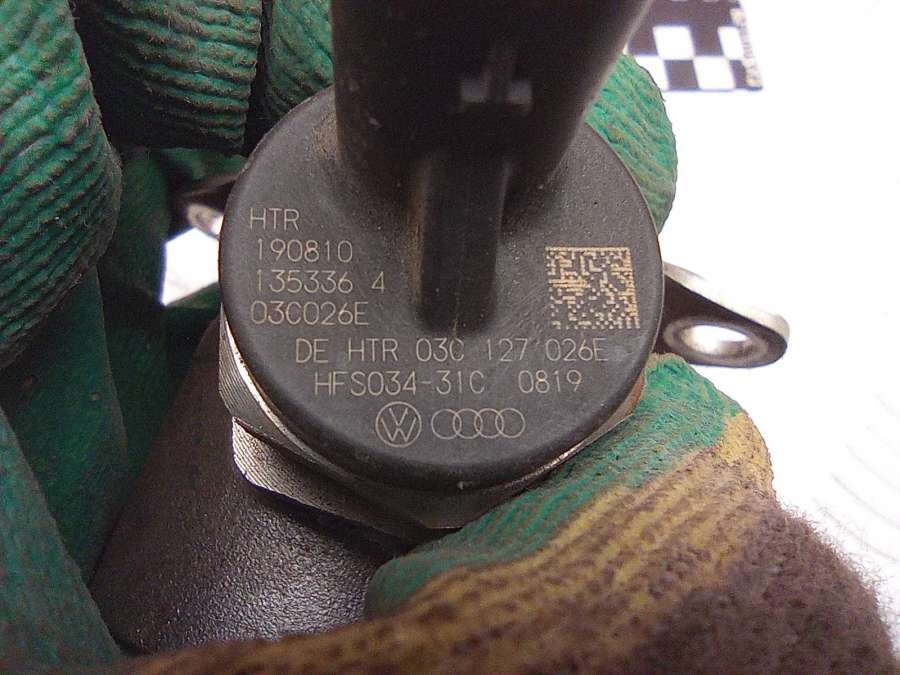 HTR
190810
135336 4
03C026E
DE HTR 03C 127 026E
HFS034-31C 0819